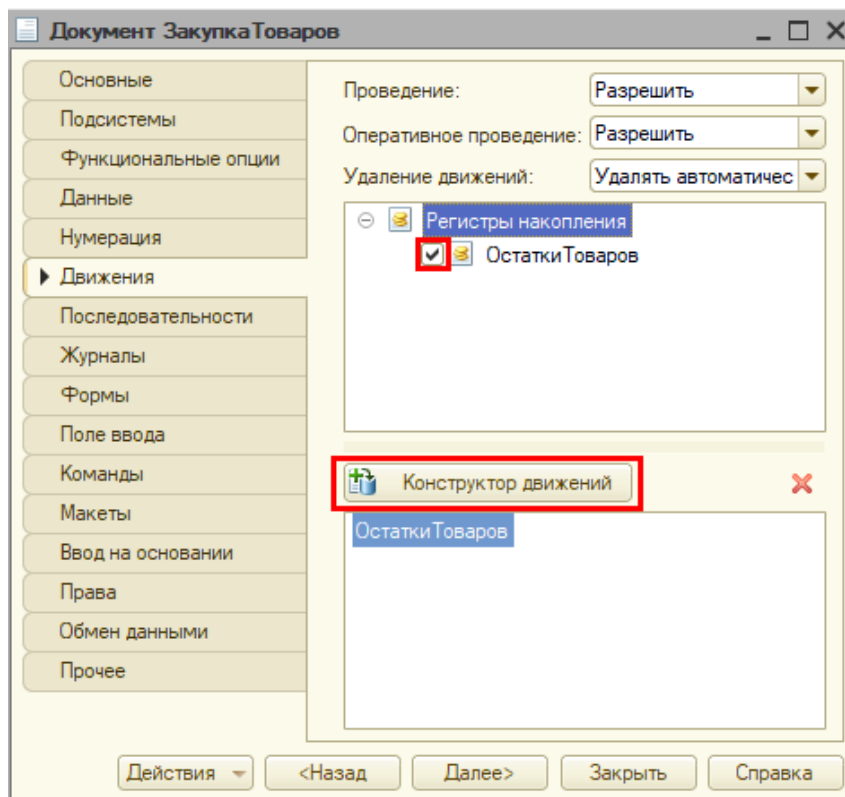 Документ ЗакупкаТоваров
Основные
Подсистемы
Функциональные опции
Данные
Нумерация
Движения
Последовательности
Журналы
Формы
Поле ввода
Команды
Макеты
Ввод на основании
Права
Обмен данными
Прочее
Проведение: Разрешить
Оперативное проведение: Разрешить
Удаление движений: Удалять автоматичес
Регистры накопления
ОстаткиТоваров
Конструктор движений
ОстаткиТоваров
Действия <Назад Далее> Закрыть Справка